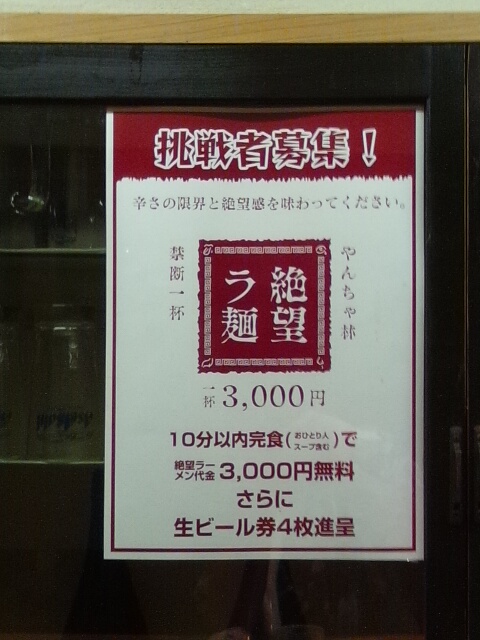 挑戦者募集！
辛さの限界と絶望感を味わってください。
やんちゃ林
絶望
ラ麺
禁断一杯
一杯 3,000円
10分以内完食(おひとり人スープ含む)で
絶望ラーメン代金 3,000円無料
さらに
生ビール券4枚進呈